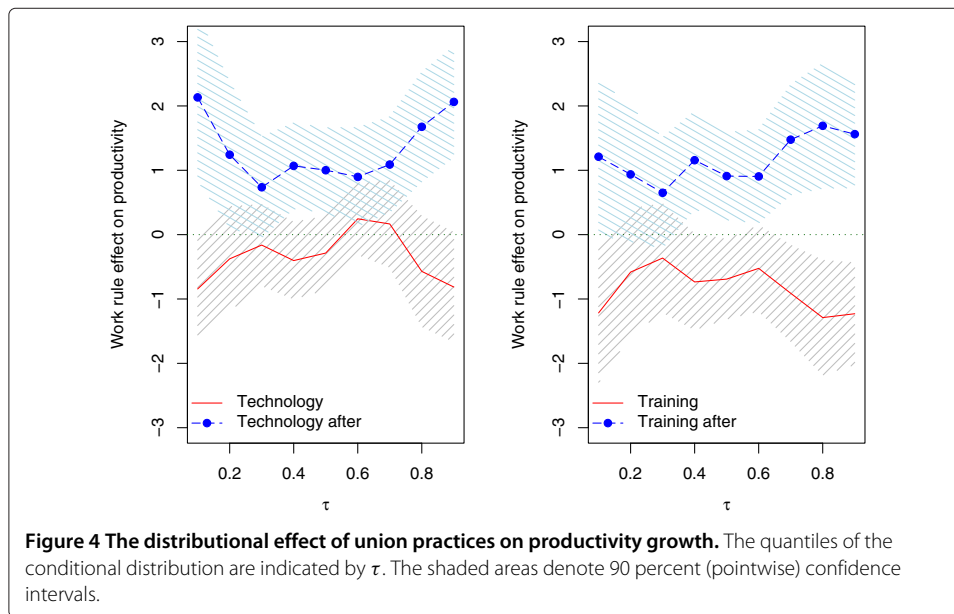 Work rule effect on productivity
3
2
1
0
−1
−2
−3
Technology
Technology after
0.2 0.4 0.6 0.8
τ
Work rule effect on productivity
3
2
1
0
−1
−2
−3
Training
Training after
0.2 0.4 0.6 0.8
τ
Figure 4 The distributional effect of union practices on productivity growth. The quantiles of the
conditional distribution are indicated by τ. The shaded areas denote 90 percent (pointwise) confidence
intervals.